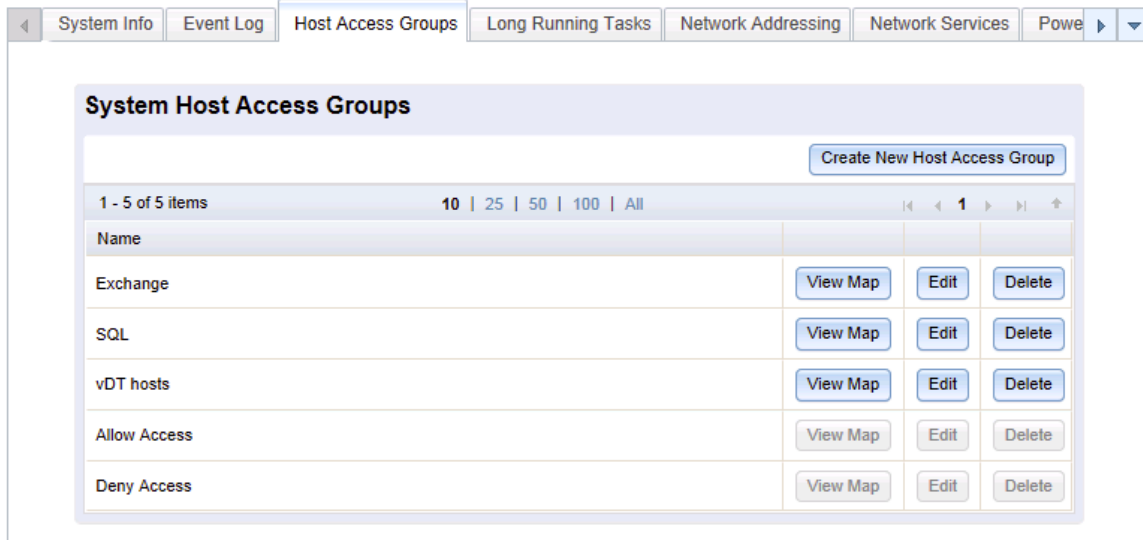 System Info Event Log Host Access Groups Long Running Tasks Network Addressing Network Services Powe
System Host Access Groups
Create New Host Access Group
1 - 5 of 5 items 10 | 25 | 50 | 100 | All 1
Name
Exchange View Map Edit Delete
SQL View Map Edit Delete
vDT hosts View Map Edit Delete
Allow Access View Map Edit Delete
Deny Access View Map Edit Delete